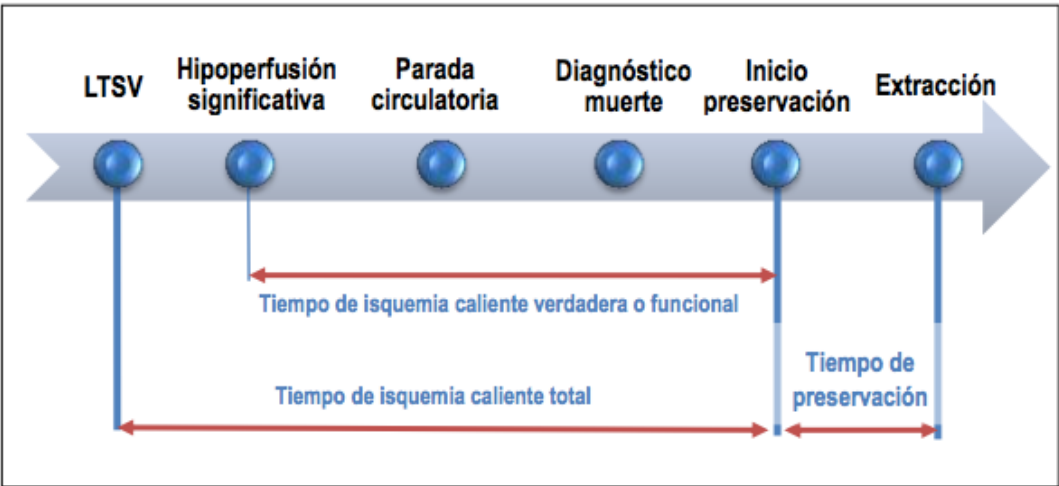 LTSV
Hipoperfusión
significativa
Parada
circulatoria
Diagnóstico
muerte
Inicio
preservación
Extracción
Tiempo de isquemia caliente verdadera o funcional
Tiempo de isquemia caliente total
Tiempo de
preservación